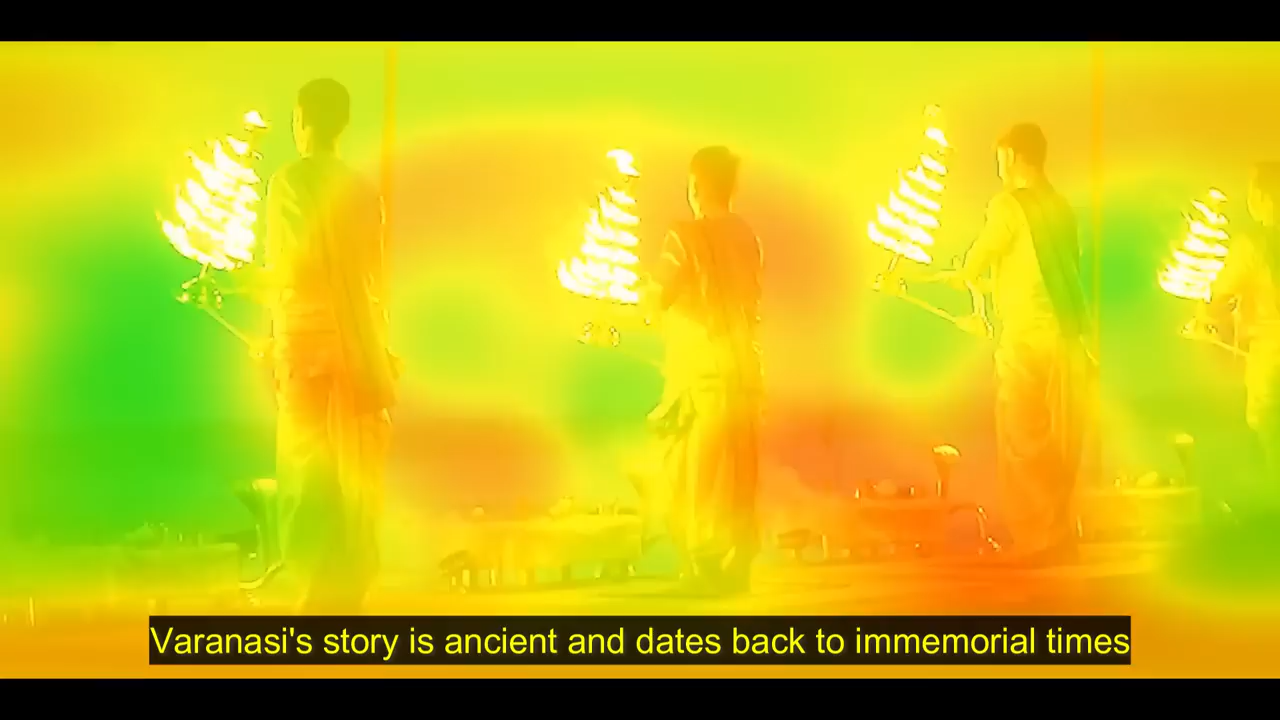 Varanasi's story is ancient and dates back to immemorial times